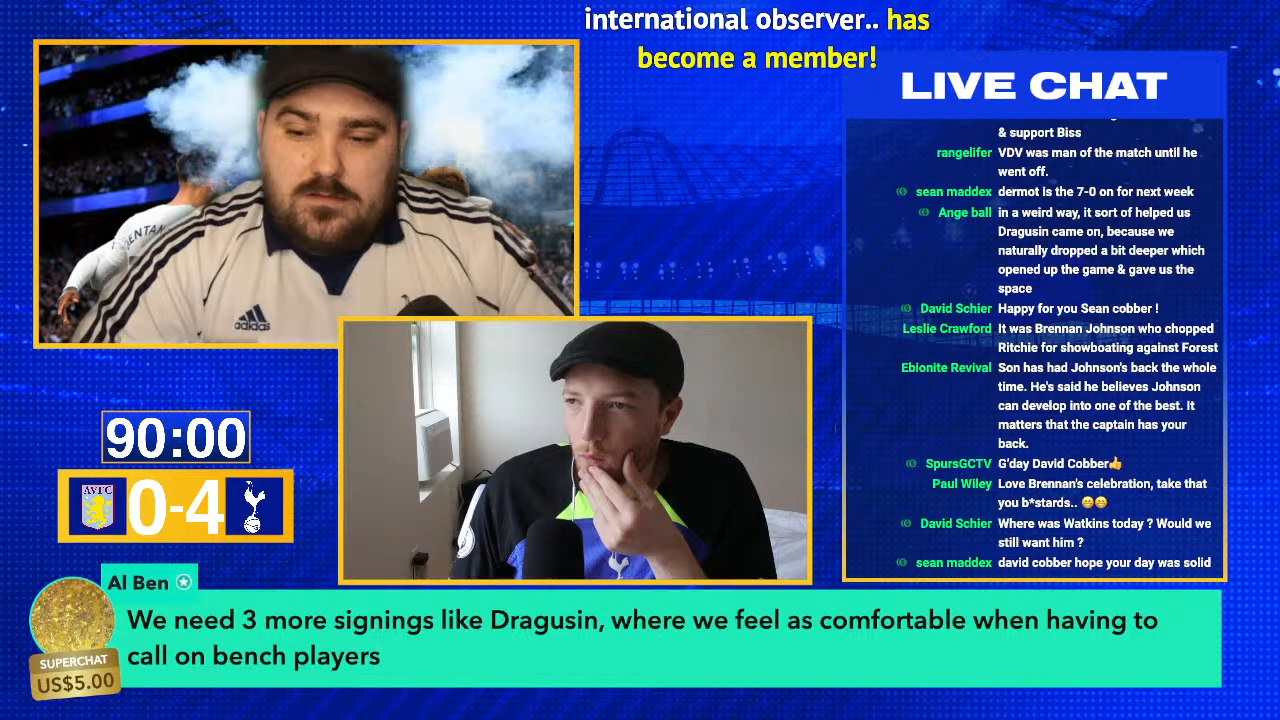 international observer.. has
become a member!
LIVE CHAT
& support Biss
rangelifer VDV was man of the match until he
went off.
sean maddex dermot is the 7-0 on for next week
Ange ball in a weird way, it sort of helped us
Dragusin came on, because we
naturally dropped a bit deeper which
opened up the game & gave us the
space
David Schier Happy for you Sean cobber !
Leslie Crawford It was Brennan Johnson who chopped
Ritchie for showboating against Forest
Eblonite Revival Son has had Johnson's back the whole
time. He's said he believes Johnson
can develop into one of the best. It
matters that the captain has your
back.
SpursGCTV G'day David Cobber👍
Paul Wiley Love Brennan's celebration, take that
you b*stards.. 😁😁
David Schier Where was Watkins today ? Would we
still want him ?
sean maddex david cobber hope your day was solid
BENTAN
adidas
90:00
AVFC
0-4
Al Ben
We need 3 more signings like Dragusin, where we feel as comfortable when having to
call on bench players
SUPERCHAT
US$5.00